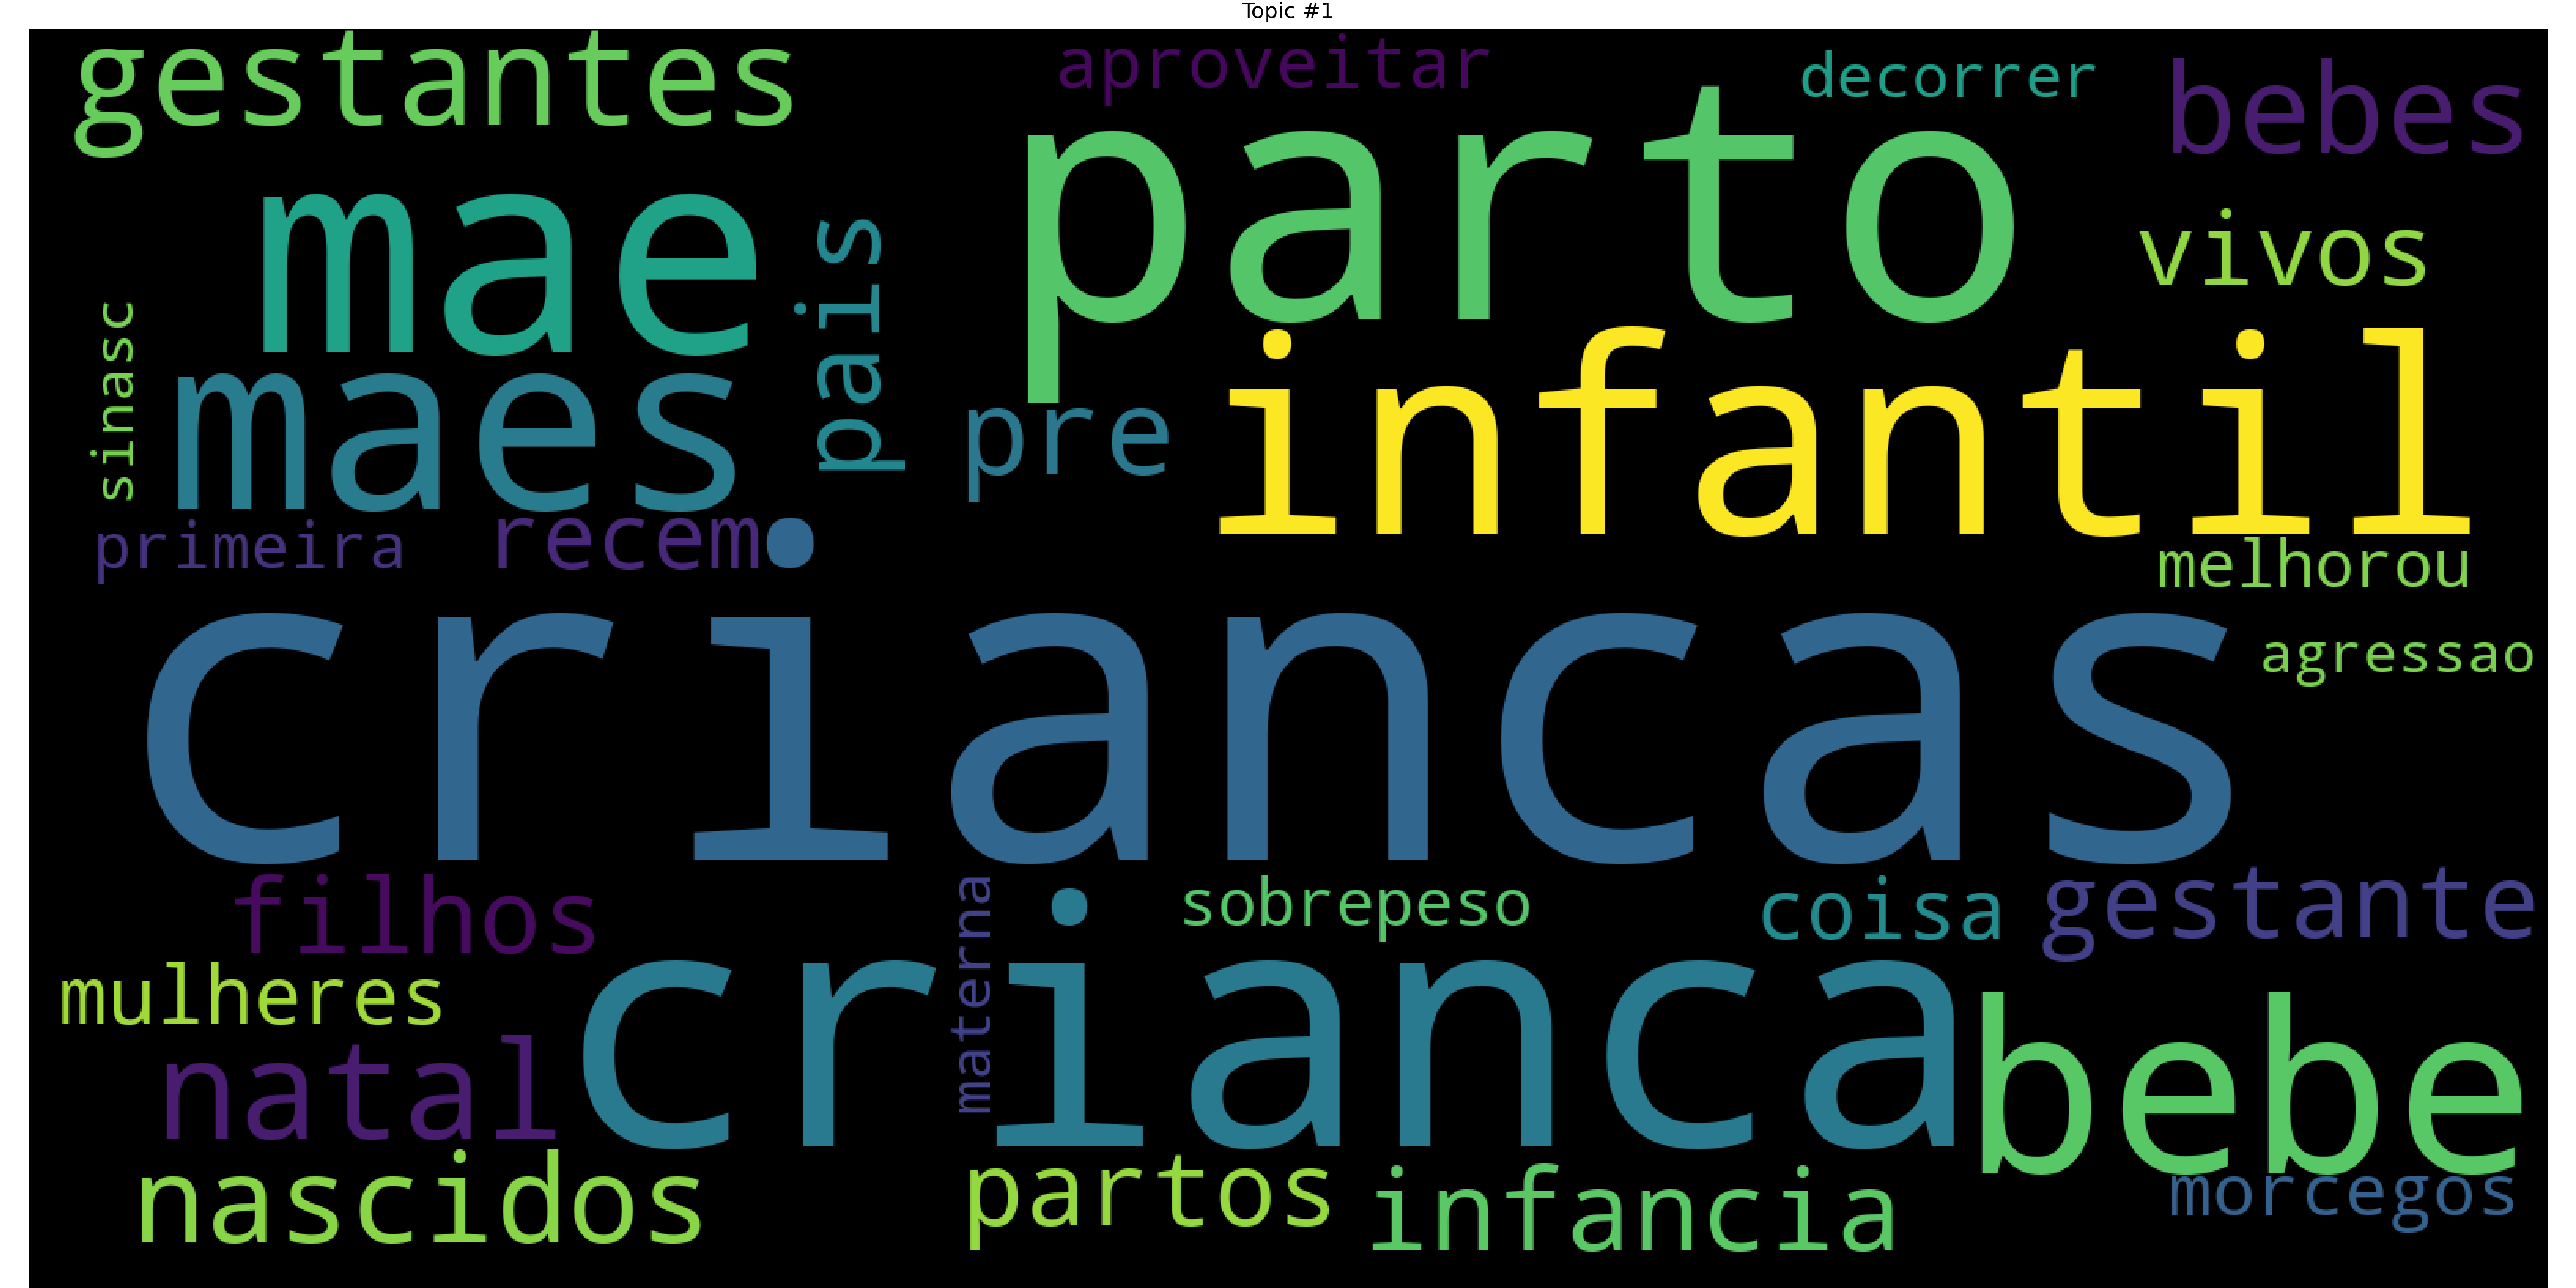 Topic #1
gestantes
aproveitar
decorrer
bebes
parto
mae
vivos
pais
sinasc
maes
pre
infantil
primeira
recem
melhorou
criancas
agressao
filhos
materna
sobrepeso
coisa
gestante
mulheres
crianca
bebe
natal
nascidos
partos
infancia
morcegos